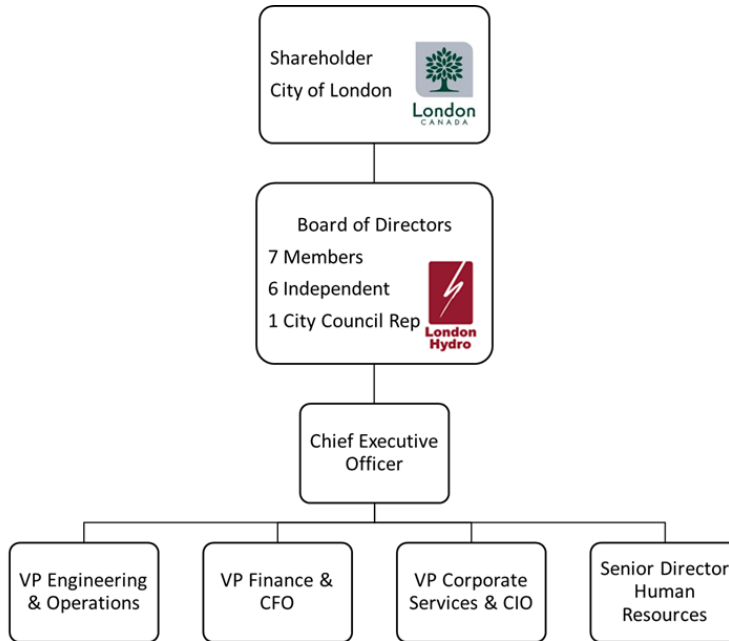 Shareholder
City of London
London
CANADA
Board of Directors
7 Members
6 Independent
1 City Council Rep
London
Hydro
Chief Executive
Officer
VP Engineering
& Operations
VP Finance &
CFO
VP Corporate
Services & CIO
Senior Director
Human
Resources